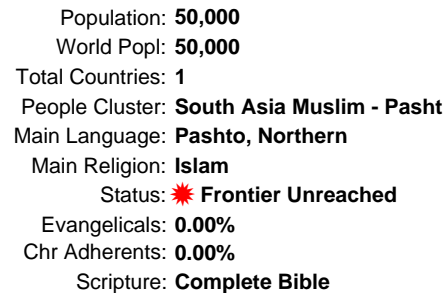 Population: 50,000
World Popl: 50,000
Total Countries: 1
People Cluster: South Asia Muslim - Pasht
Main Language: Pashto, Northern
Main Religion: Islam
Status: Frontier Unreached
Evangelicals: 0.00%
Chr Adherents: 0.00%
Scripture: Complete Bible